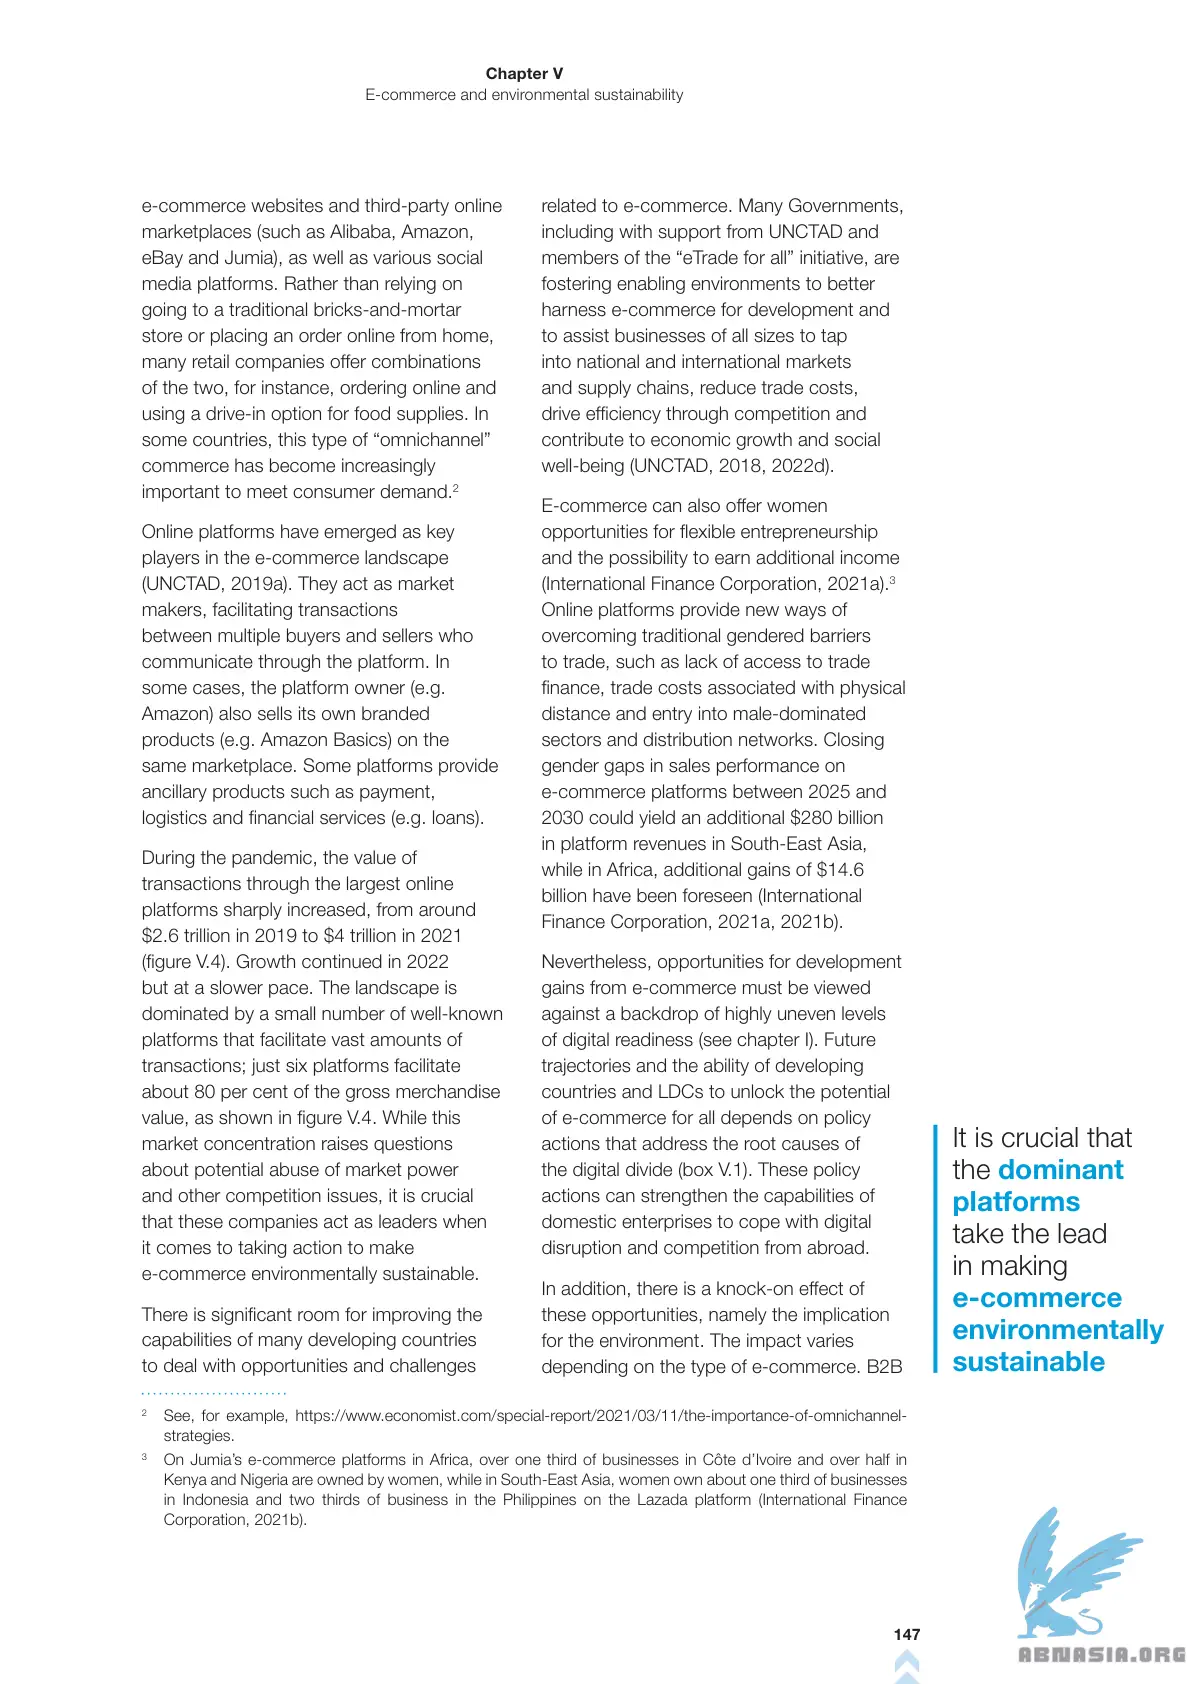 Chapter V
E-commerce and environmental sustainability
e-commerce websites and third-party online
marketplaces (such as Alibaba, Amazon,
eBay and Jumia), as well as various social
media platforms. Rather than relying on
going to a traditional bricks-and-mortar
store or placing an order online from home,
many retail companies offer combinations
of the two, for instance, ordering online and
using a drive-in option for food supplies. In
some countries, this type of “omnichannel”
commerce has become increasingly
important to meet consumer demand.2
Online platforms have emerged as key
players in the e-commerce landscape
(UNCTAD, 2019a). They act as market
makers, facilitating transactions
between multiple buyers and sellers who
communicate through the platform. In
some cases, the platform owner (e.g.
Amazon) also sells its own branded
products (e.g. Amazon Basics) on the
same marketplace. Some platforms provide
ancillary products such as payment,
logistics and financial services (e.g. loans).
During the pandemic, the value of
transactions through the largest online
platforms sharply increased, from around
$2.6 trillion in 2019 to $4 trillion in 2021
(figure V.4). Growth continued in 2022
but at a slower pace. The landscape is
dominated by a small number of well-known
platforms that facilitate vast amounts of
transactions; just six platforms facilitate
about 80 per cent of the gross merchandise
value, as shown in figure V.4. While this
market concentration raises questions
about potential abuse of market power
and other competition issues, it is crucial
that these companies act as leaders when
it comes to taking action to make
e-commerce environmentally sustainable.
There is significant room for improving the
capabilities of many developing countries
to deal with opportunities and challenges
related to e-commerce. Many Governments,
including with support from UNCTAD and
members of the “eTrade for all” initiative, are
fostering enabling environments to better
harness e-commerce for development and
to assist businesses of all sizes to tap
into national and international markets
and supply chains, reduce trade costs,
drive efficiency through competition and
contribute to economic growth and social
well-being (UNCTAD, 2018, 2022d).
E-commerce can also offer women
opportunities for flexible entrepreneurship
and the possibility to earn additional income
(International Finance Corporation, 2021a).3
Online platforms provide new ways of
overcoming traditional gendered barriers
to trade, such as lack of access to trade
finance, trade costs associated with physical
distance and entry into male-dominated
sectors and distribution networks. Closing
gender gaps in sales performance on
e-commerce platforms between 2025 and
2030 could yield an additional $280 billion
in platform revenues in South-East Asia,
while in Africa, additional gains of $14.6
billion have been foreseen (International
Finance Corporation, 2021a, 2021b).
Nevertheless, opportunities for development
gains from e-commerce must be viewed
against a backdrop of highly uneven levels
of digital readiness (see chapter I). Future
trajectories and the ability of developing
countries and LDCs to unlock the potential
of e-commerce for all depends on policy
actions that address the root causes of
the digital divide (box V.1). These policy
actions can strengthen the capabilities of
domestic enterprises to cope with digital
disruption and competition from abroad.
In addition, there is a knock-on effect of
these opportunities, namely the implication
for the environment. The impact varies
depending on the type of e-commerce. B2B
It is crucial that
the dominant
platforms
take the lead
in making
e-commerce
environmentally
sustainable
2 See, for example, https://www.economist.com/special-report/2021/03/11/the-importance-of-omnichannel-
strategies.
3 On Jumia’s e-commerce platforms in Africa, over one third of businesses in Côte d’Ivoire and over half in
Kenya and Nigeria are owned by women, while in South-East Asia, women own about one third of businesses
in Indonesia and two thirds of business in the Philippines on the Lazada platform (International Finance
Corporation, 2021b).
147
ABNASIA.ORG